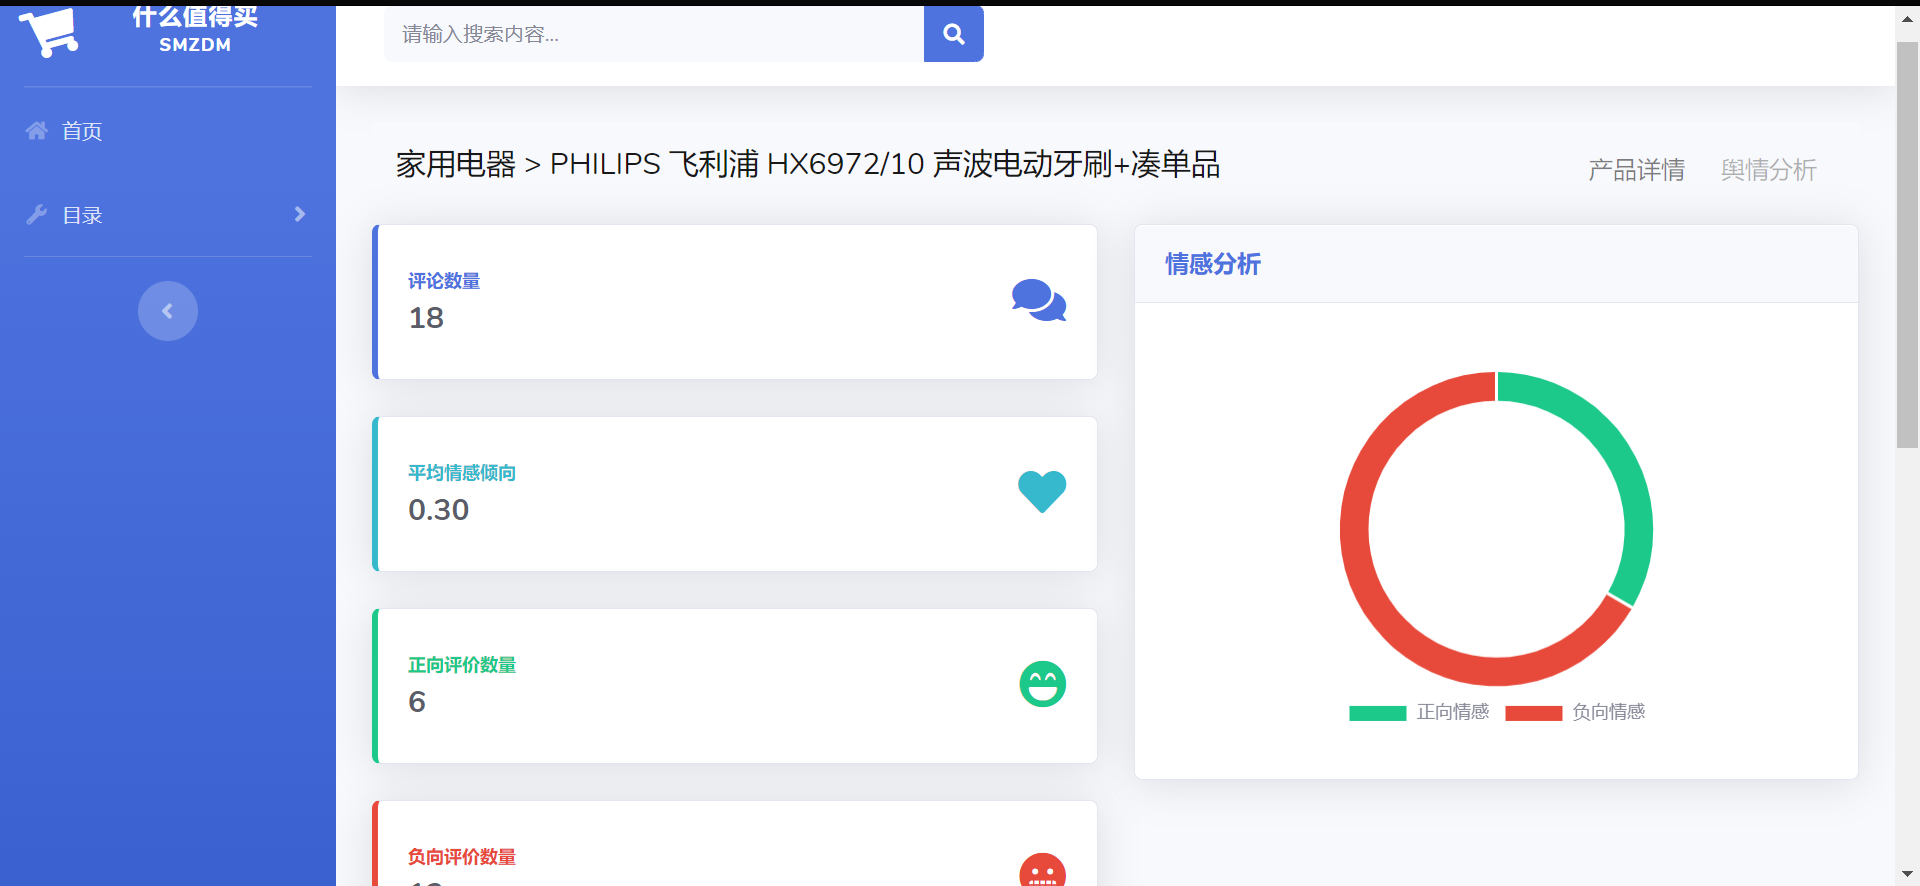 什么值得买
SMZDM
请输入搜索内容...
首页
目录
家用电器 > PHILIPS 飞利浦 HX6972/10 声波电动牙刷+凑单品
产品详情 舆情分析
评论数量
18
平均情感倾向
0.30
正向评价数量
6
负向评价数量
情感分析
正向情感 负向情感